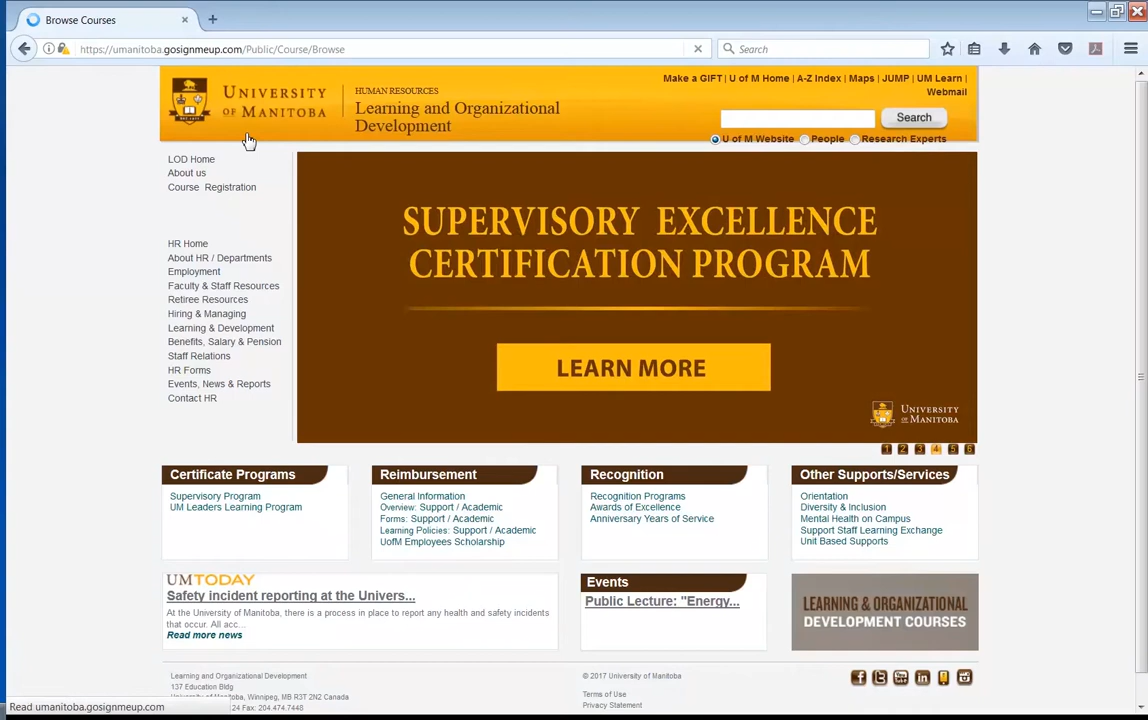 Browse Courses
https://umanitoba.gosignmeup.com/Public/Course/Browse
Search
UNIVERSITY OF MANITOBA
HUMAN RESOURCES
Learning and Organizational Development
Make a GIFT | U of M Home | A-Z Index | Maps | JUMP | UM Learn | Webmail
Search
U of M Website People Research Experts
LOD Home
About us
Course Registration
HR Home
About HR / Departments
Employment
Faculty & Staff Resources
Retiree Resources
Hiring & Managing
Learning & Development
Benefits, Salary & Pension
Staff Relations
HR Forms
Events, News & Reports
Contact HR
SUPERVISORY EXCELLENCE
CERTIFICATION PROGRAM
LEARN MORE
UNIVERSITY
OF MANITOBA
1 2 3 4 5 6
Certificate Programs
Supervisory Program
UM Leaders Learning Program
Reimbursement
General Information
Overview: Support / Academic
Forms: Support / Academic
Learning Policies: Support / Academic
UofM Employees Scholarship
Recognition
Recognition Programs
Awards of Excellence
Anniversary Years of Service
Other Supports/Services
Orientation
Diversity & Inclusion
Mental Health on Campus
Support Staff Learning Exchange
Unit Based Supports
UMTODAY
Safety incident reporting at the Univers...
At the University of Manitoba, there is a process in place to report any health and safety incidents
that occur. All acc...
Read more news
Events
Public Lecture: "Energy...
LEARNING & ORGANIZATIONAL
DEVELOPMENT COURSES
Learning and Organizational Development
137 Education Bldg
University of Manitoba, Winnipeg, MB R3T 2N2 Canada
24 Fax: 204.474.7448
© 2017 University of Manitoba
Terms of Use
Privacy Statement
Read umanitoba.gosignmeup.com